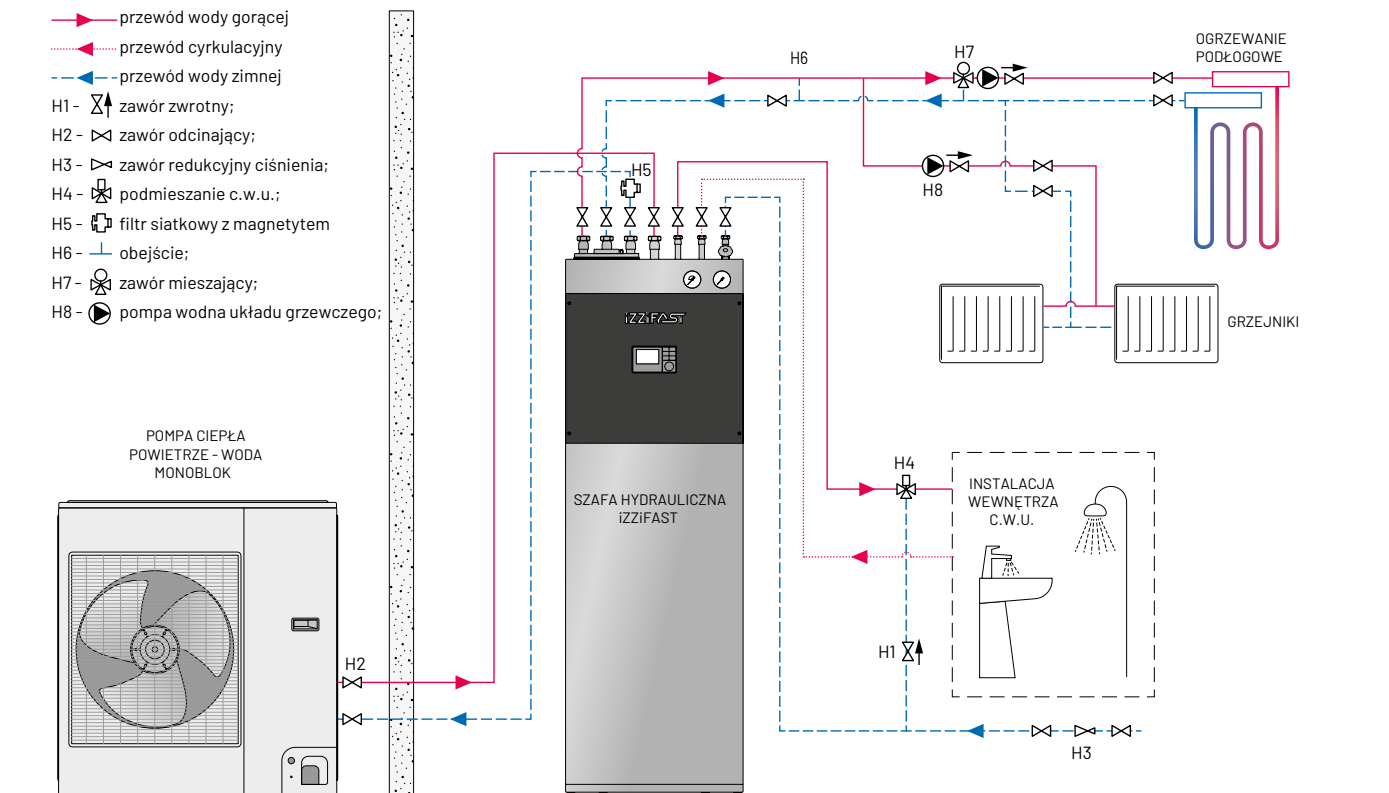 przewód wody gorącej
przewód cyrkulacyjny
przewód wody zimnej
H1 - zawór zwrotny;
H2 - zawór odcinający;
H3 - zawór redukcyjny ciśnienia;
H4 - podmieszanie c.w.u.;
H5 - filtr siatkowy z magnetytem
H6 - obejście;
H7 - zawór mieszający;
H8 - pompa wodna układu grzewczego;
POMPA CIEPŁA
POWIETRZE - WODA
MONOBLOK
H2
H5
iZZiFAST
SZAFA HYDRAULICZNA
iZZiFAST
H6
H7
H8
OGRZEWANIE
PODŁOGOWE
GRZEJNIKI
H4
INSTALACJA
WEWNĘTRZA
C.W.U.
H1
H3